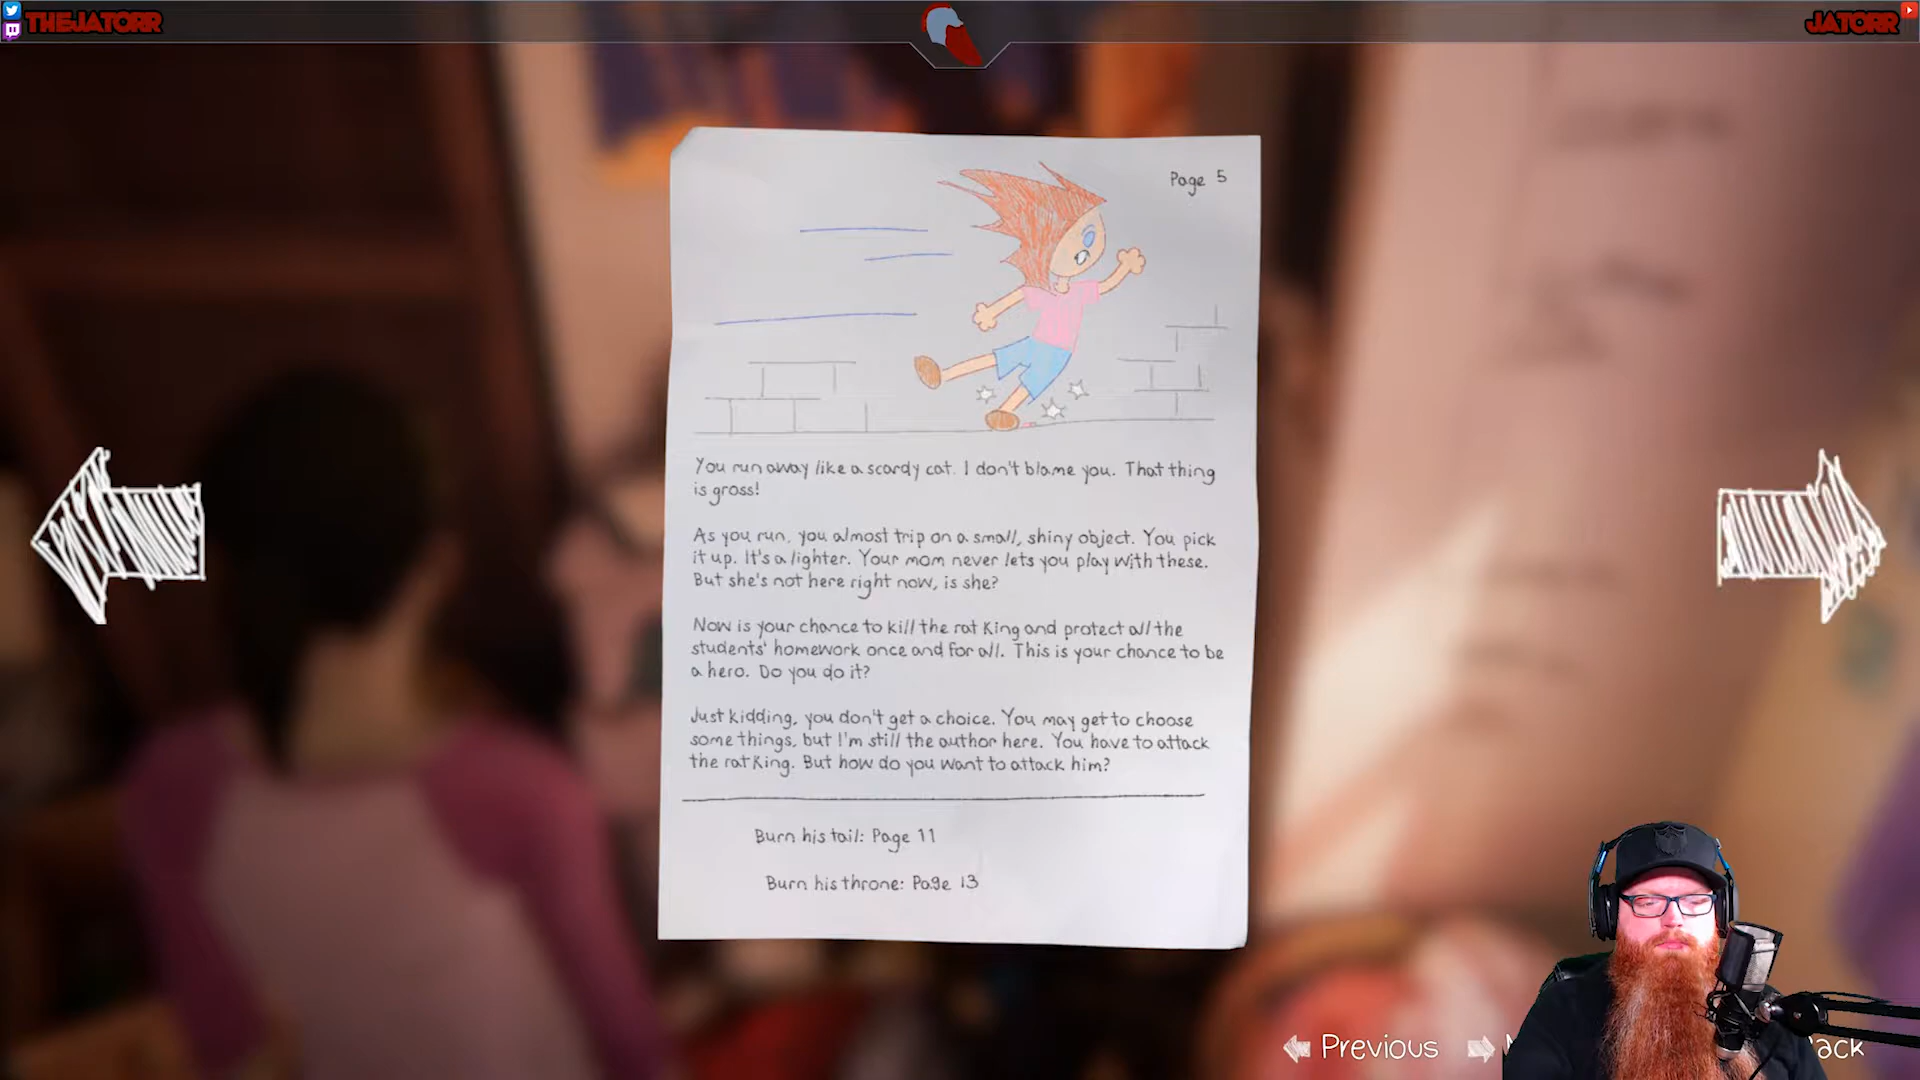 THEJATORR
JATORR
Page 5
You run away like a scardy cat. I don't blame you. That thing
is gross!
As you run, you almost trip on a small, shiny object. You pick
it up. It's a lighter. Your mom never lets you play with these.
But she's not here right now, is she?
Now is your chance to kill the rat king and protect all the
students' homework once and for all. This is your chance to be
a hero. Do you do it?
Just kidding, you don't get a choice. You may get to choose
some things, but I'm still the author here. You have to attack
the rat king. But how do you want to attack him?
Burn his tail: Page 11
Burn his throne: Page 13
Previous